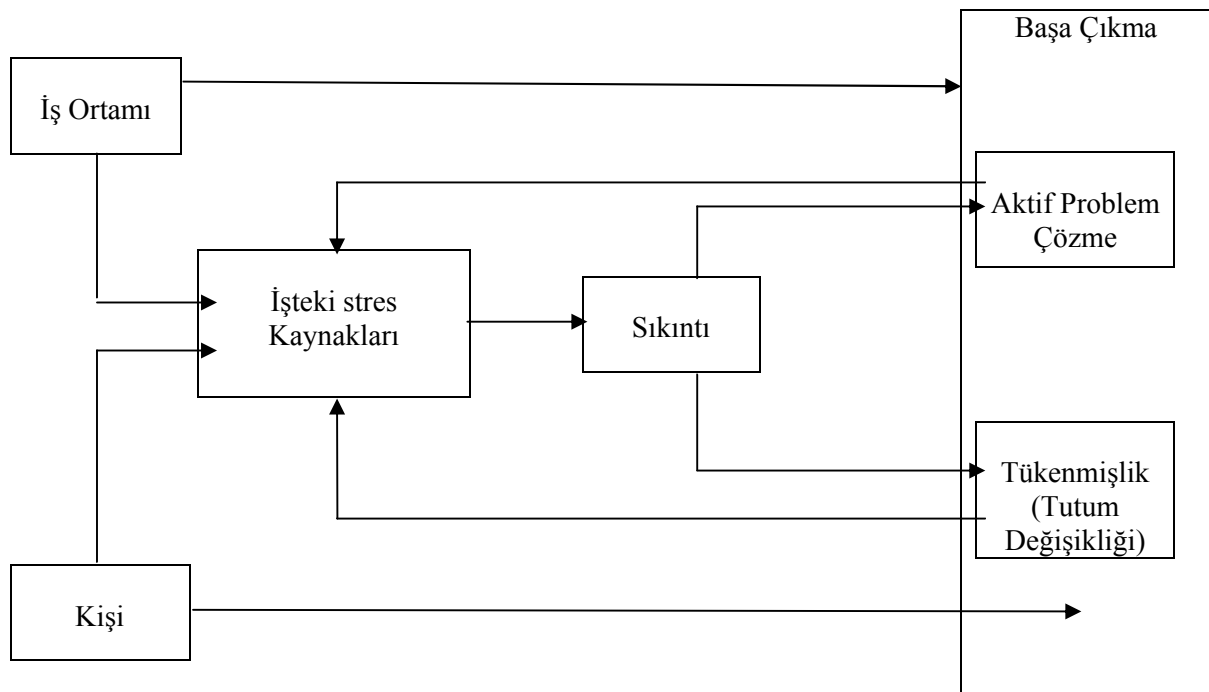 Başa Çıkma
İş Ortamı
Aktif Problem
Çözme
İşteki stres
Kaynakları
Sıkıntı
Tükenmişlik
(Tutum
Değişikliği)
Kişi